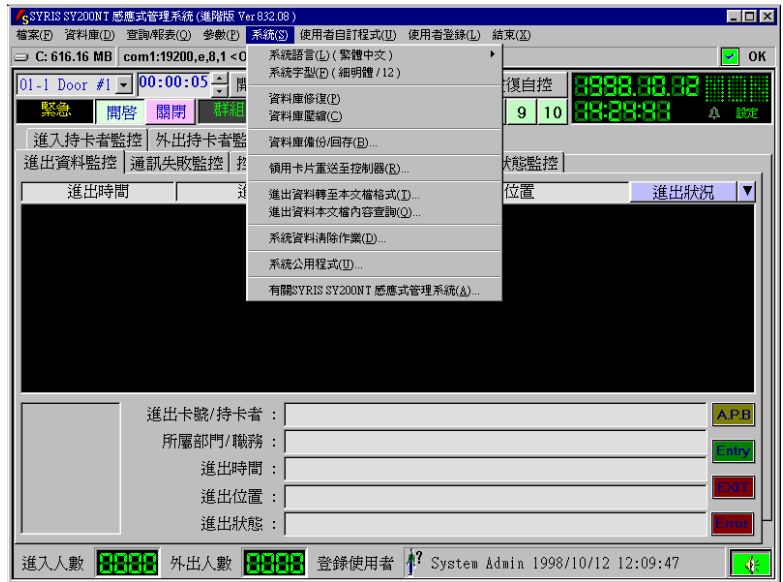 SYRIS SY200NT 感應式管理系統 (進階版 Ver 832.08 )
檔案(F) 資料庫(D) 查詢/報表(Q) 參數(P) 系統(S) 使用者自訂程式(U) 使用者登錄(L) 結束(X)
C: 616.16 MB com1:19200,e,8,1 <O OK
系統語言(L) ( 繁體中文 )
系統字型(F) ( 細明體 / 12 )
資料庫修復(P)
資料庫壓縮(C)
資料庫備份/回存(B)...
領用卡片重送至控制器(R)...
進出資料轉至本文檔格式(T)...
進出資料本文檔內容查詢(O)...
系統資料清除作業(D)...
系統公用程式(U)...
有關SYRIS SY200NT 感應式管理系統(A)...
01-1 Door #1 00:00:05 開 復自控
緊急 開啓 關閉 群組 9 10 設定
進入持卡者監控 外出持卡者監
進出資料監控 通訊失敗監控 控 狀態監控
進出時間 進 位置 進出狀況
進出卡號/持卡者 : A.P.B
所屬部門/職務 : Entry
進出時間 :
進出位置 : EXIT
進出狀態 : Error
進入人數 8888 外出人數 8888 登錄使用者 System Admin 1998/10/12 12:09:47